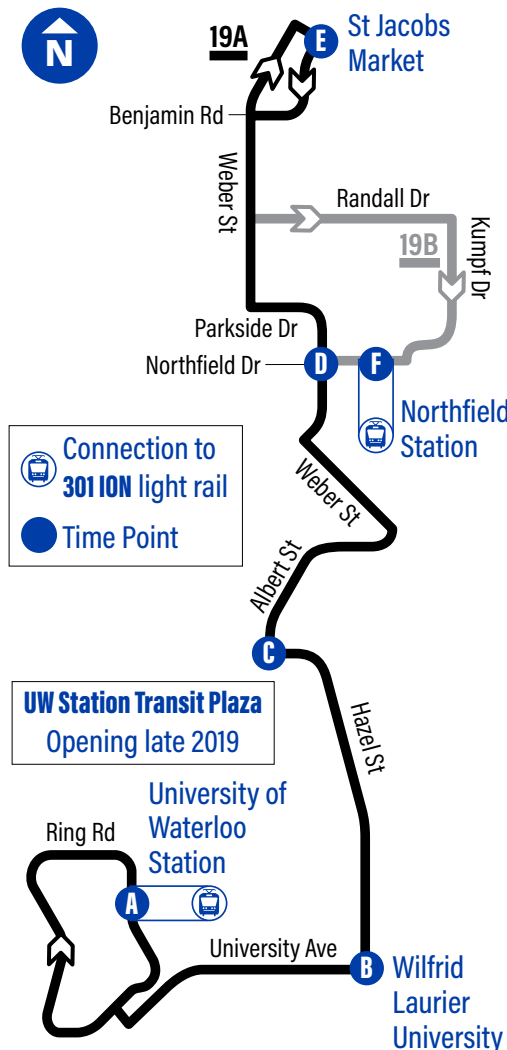 N
19A
E
St Jacobs
Market
Benjamin Rd
Weber St
Randall Dr
19B
Kumpf Dr
Parkside Dr
Northfield Dr
D
F
Northfield
Station
Connection to
301 ION light rail
Time Point
Weber St
Albert St
C
UW Station Transit Plaza
Opening late 2019
Hazel St
University of
Waterloo
Station
Ring Rd
A
University Ave
B
Wilfrid
Laurier
University